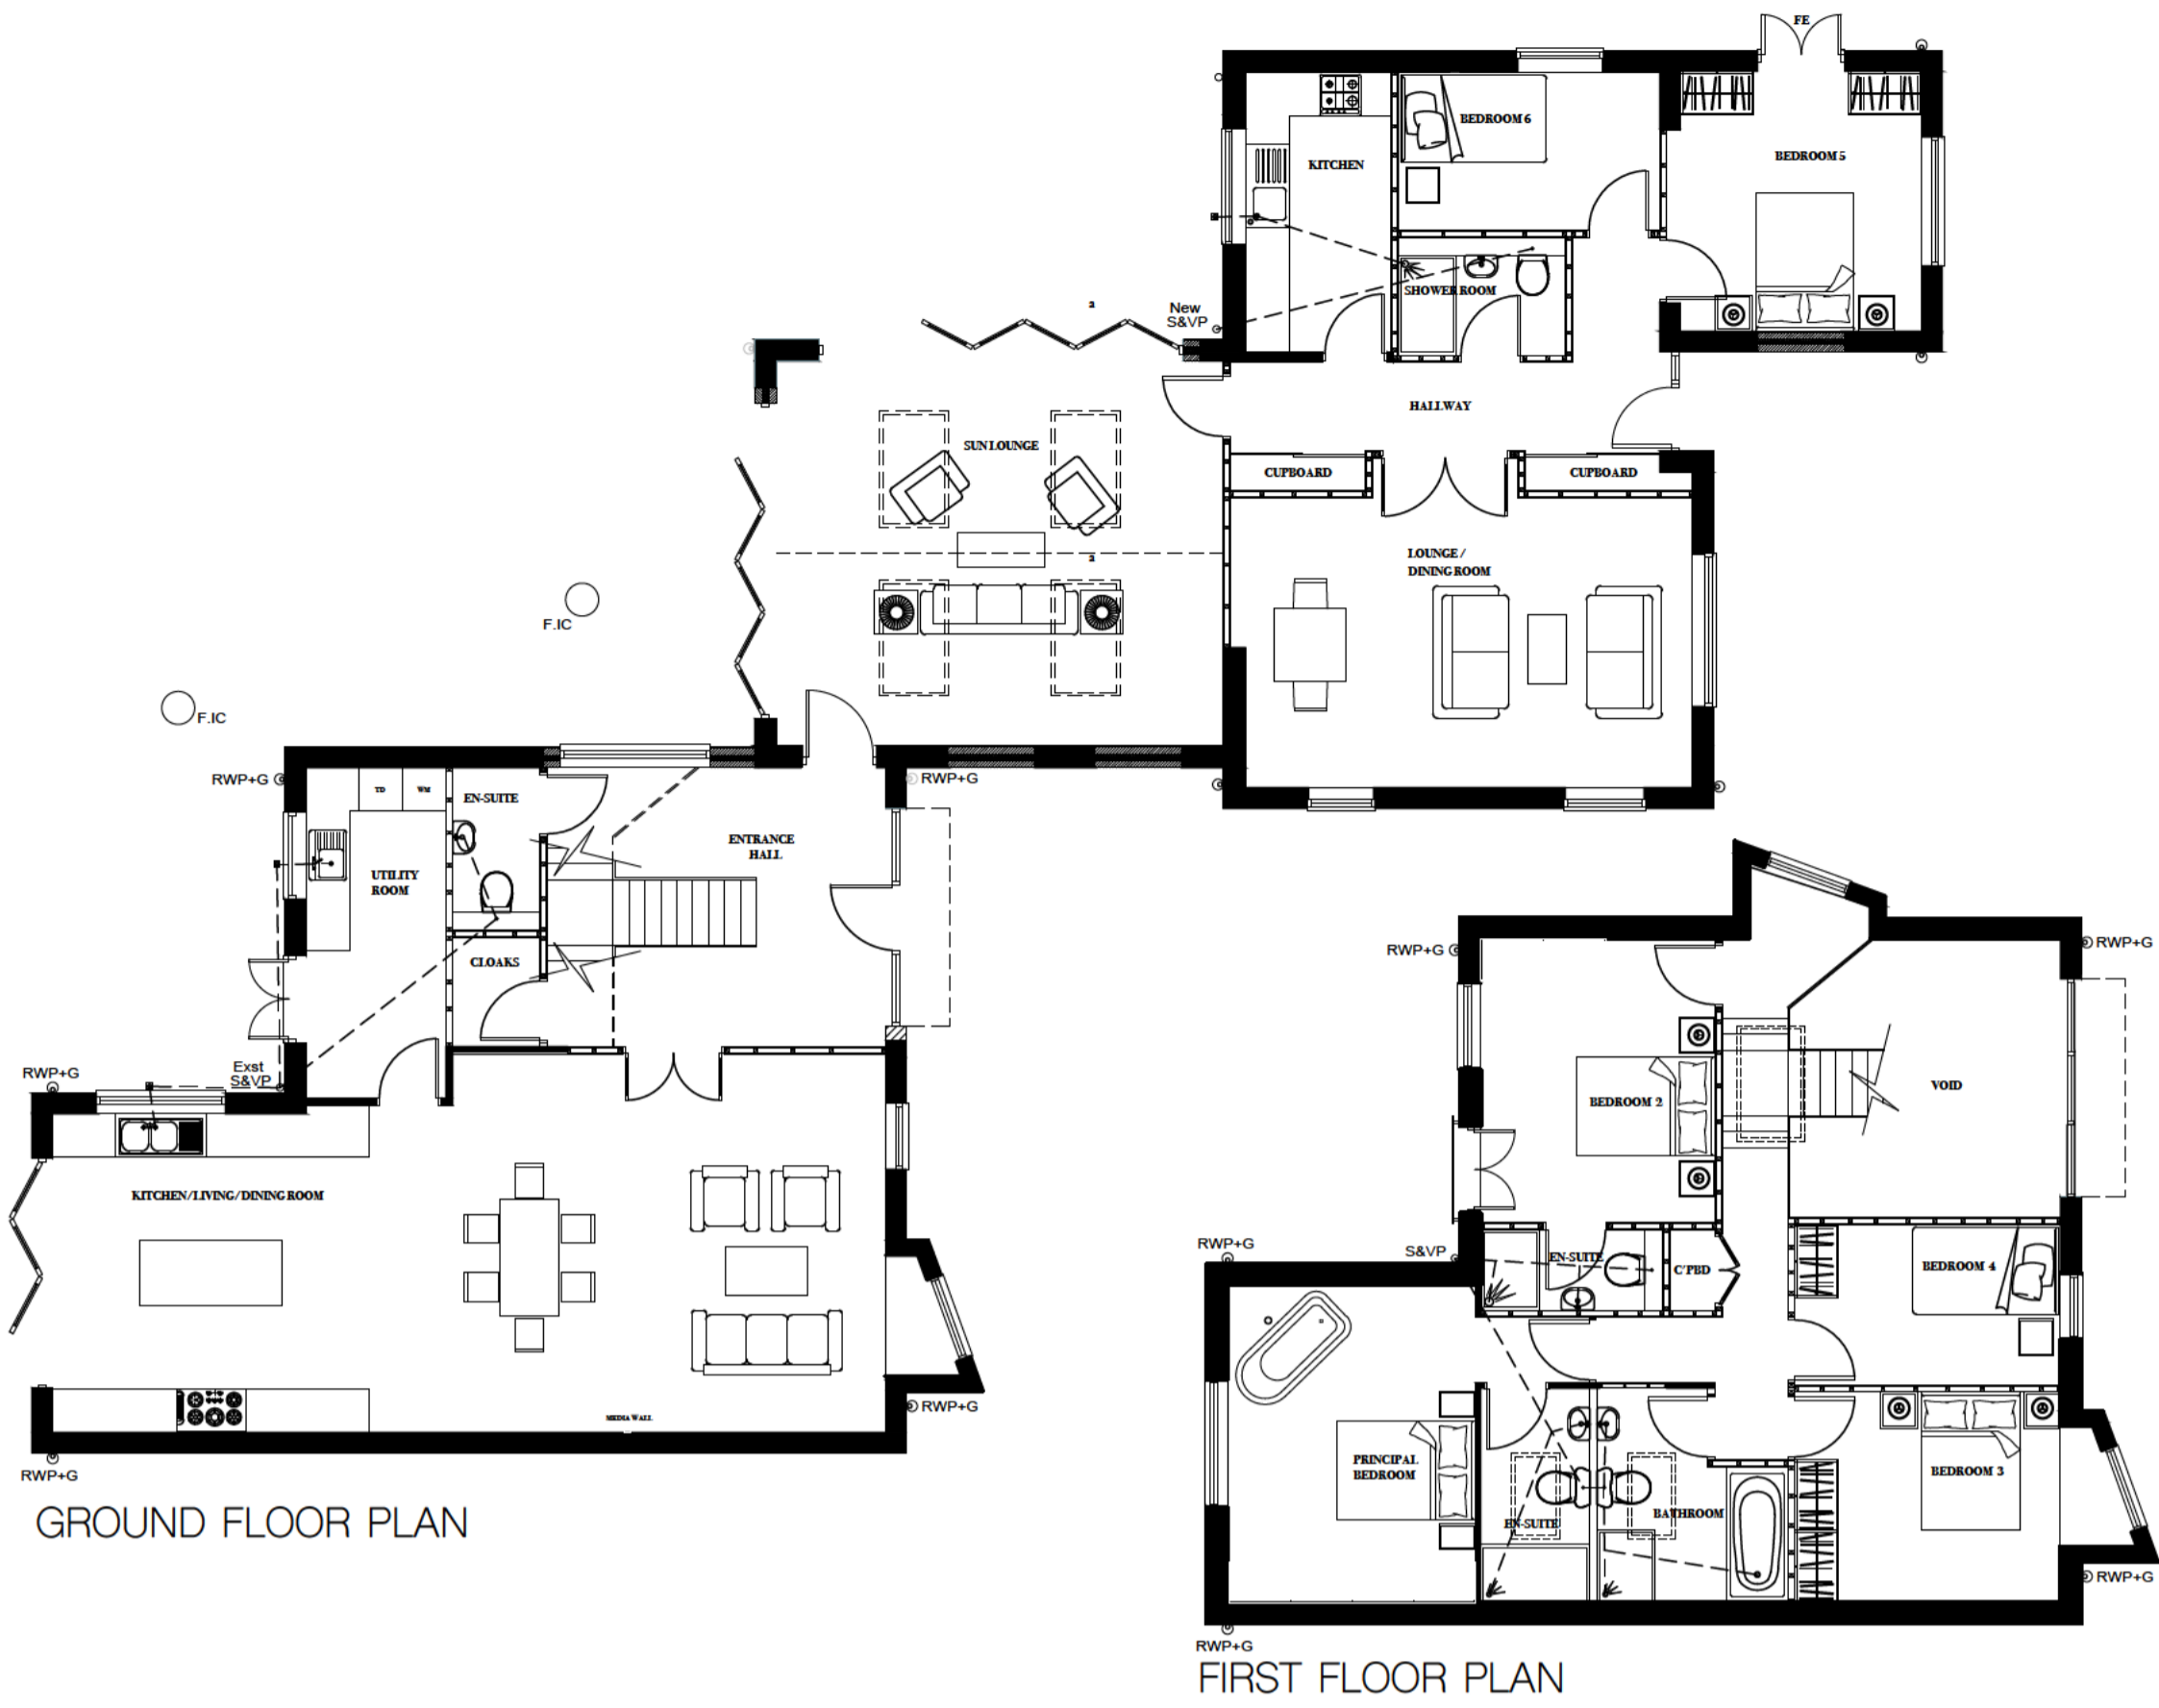 FE
BEDROOM 6
BEDROOM 5
KITCHEN
SHOWER ROOM
2
New
S&VP
HALLWAY
SUN LOUNGE
CUPBOARD
CUPBOARD
2
LOUNGE /
DINING ROOM
F.IC
F.IC
RWP+G
TD
WM
EN-SUITE
RWP+G
ENTRANCE
HALL
UTILITY
ROOM
CLOAKS
Exst
S&VP
RWP+G
KITCHEN/LIVING/DINING ROOM
MEDIA WALL
RWP+G
RWP+G
GROUND FLOOR PLAN
RWP+G
RWP+G
BEDROOM 2
VOID
RWP+G
S&VP
EN-SUITE
C'PBD
BEDROOM 4
PRINCIPAL
BEDROOM
BEDROOM 3
EN-SUITE
BATHROOM
RWP+G
RWP+G
FIRST FLOOR PLAN